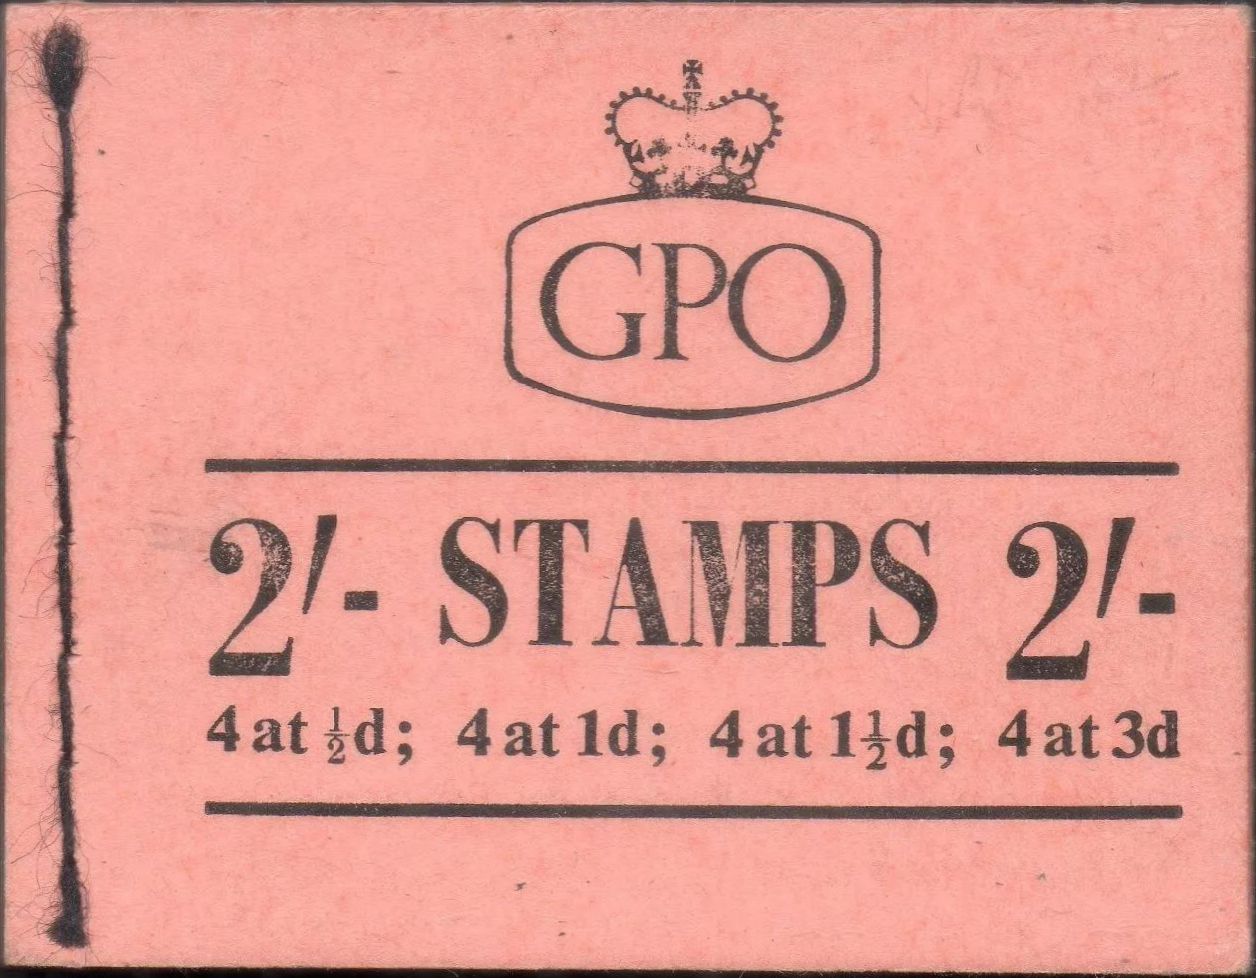 GPO
2/- STAMPS 2/-
4 at ½d; 4 at 1d; 4 at 1½d; 4 at 3d